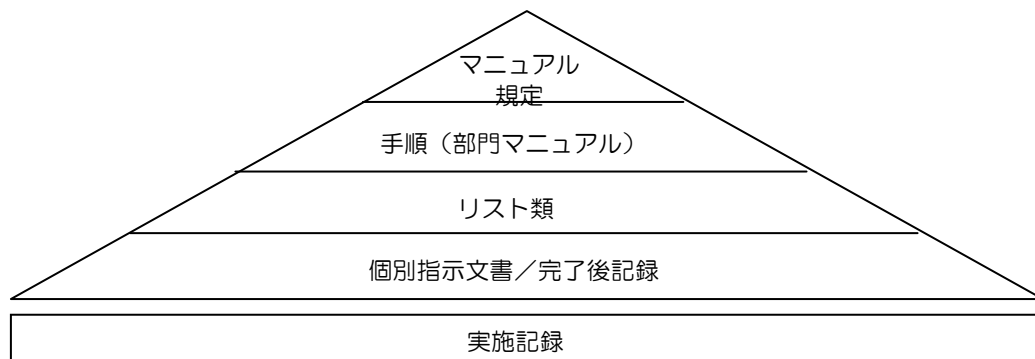 マニュアル
規定
手順（部門マニュアル）
リスト類
個別指示文書／完了後記録
実施記録